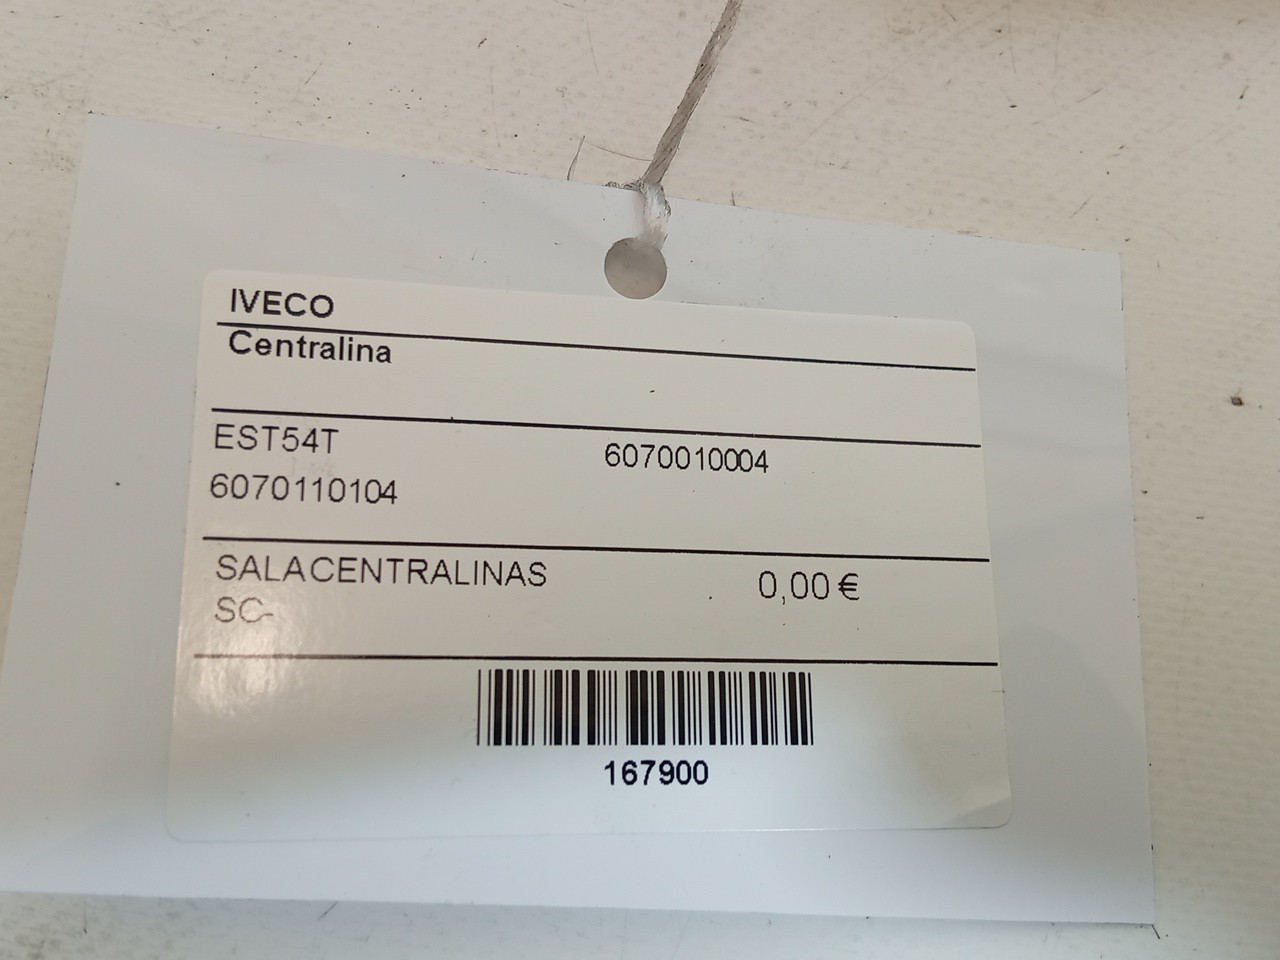 IVECO
Centralina
EST54T 6070010004
6070110104
SALACENTRALINAS 0,00 €
SC-
167900